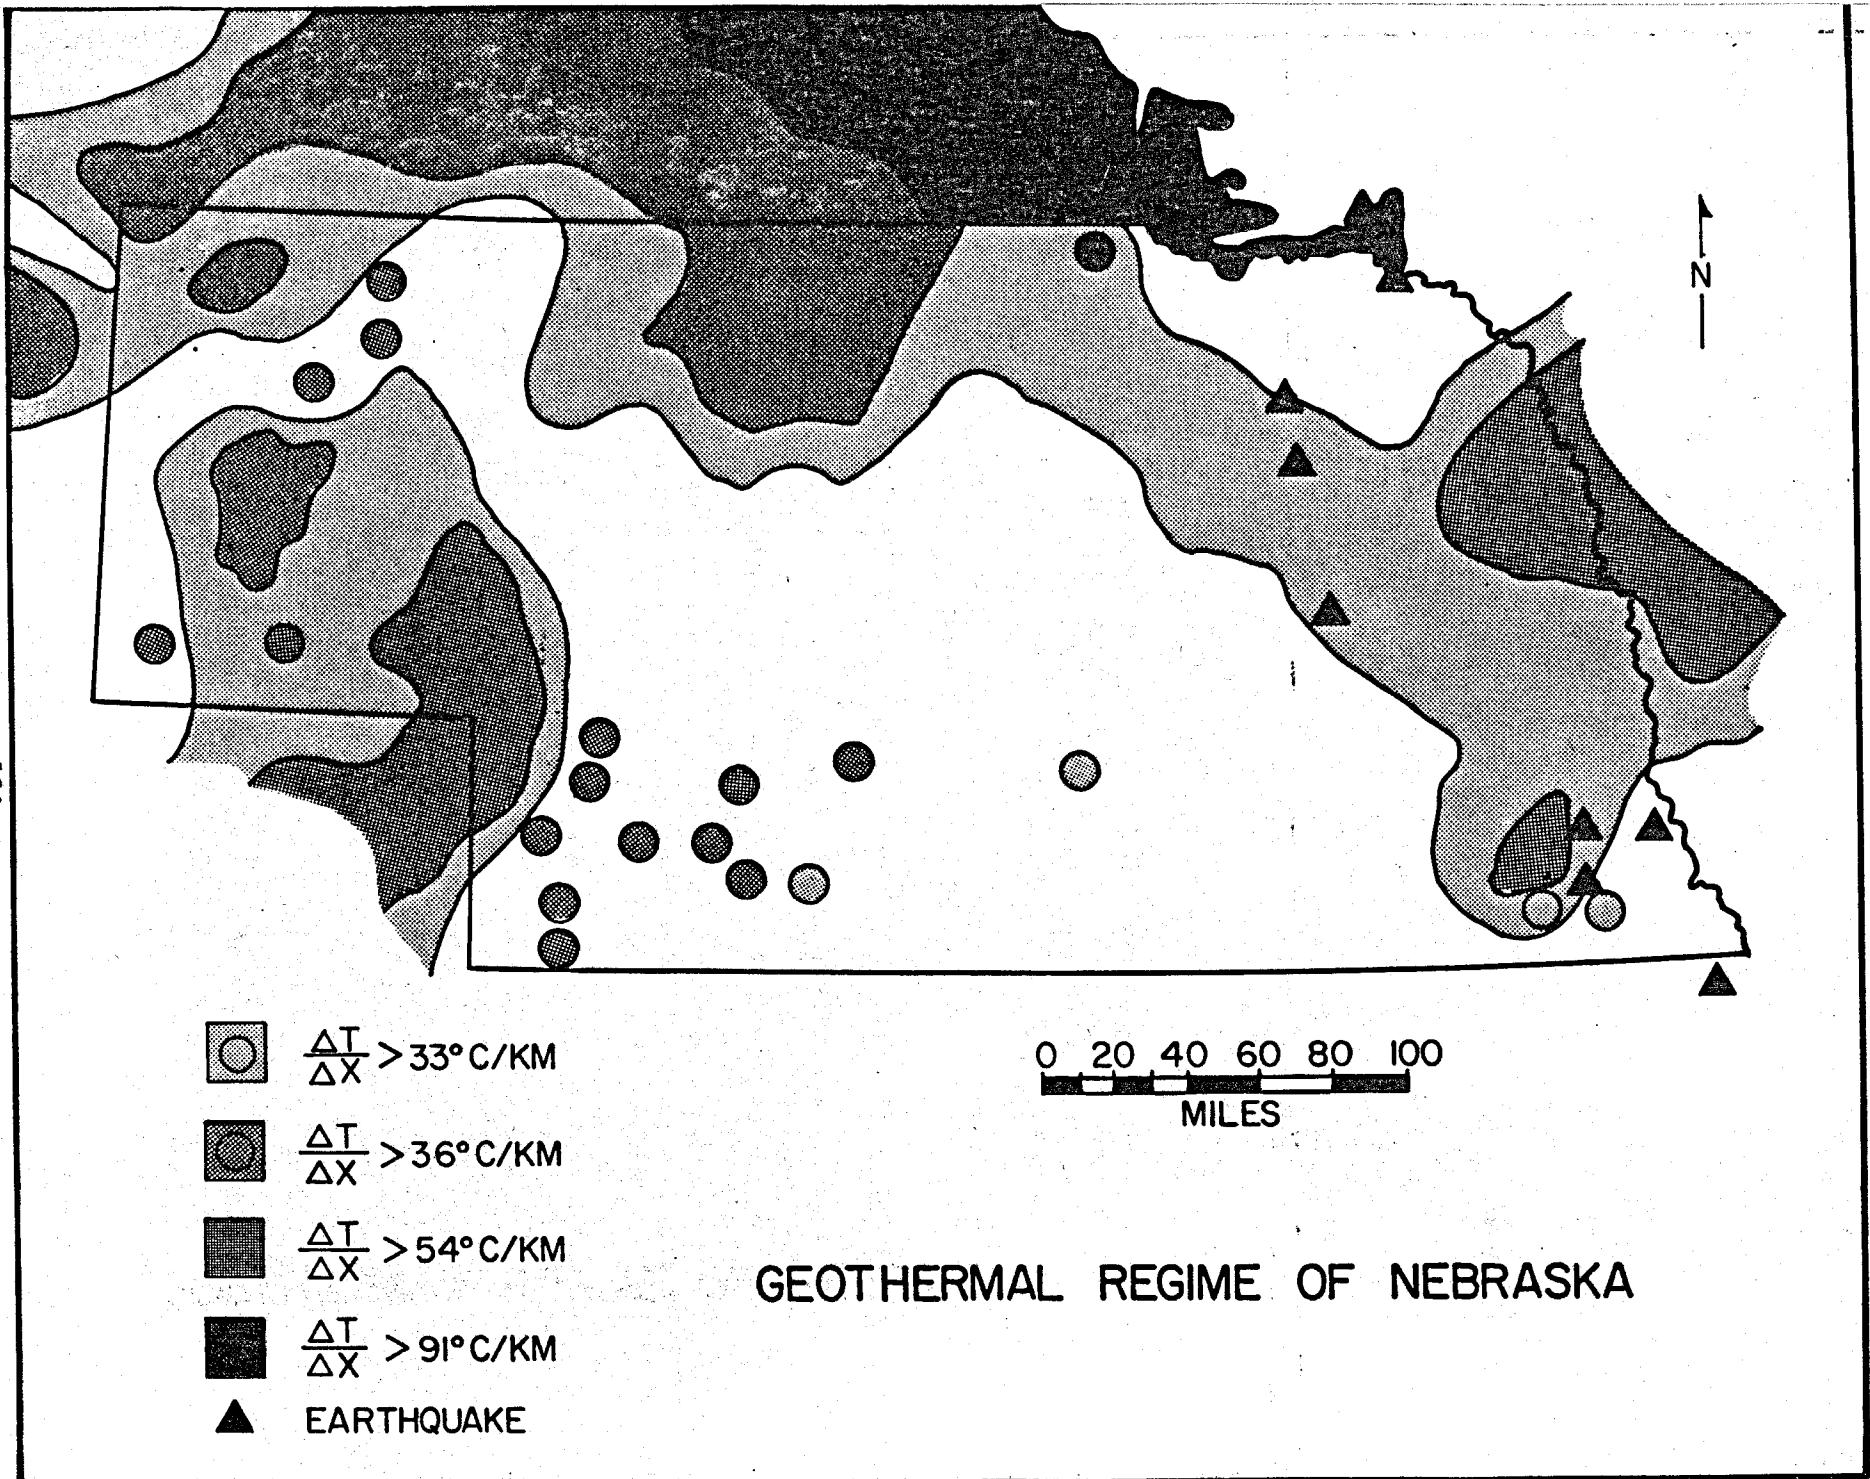 N
ΔT
ΔX > 33°C/KM
ΔT
ΔX > 36°C/KM
ΔT
ΔX > 54°C/KM
ΔT
ΔX > 91°C/KM
EARTHQUAKE
0 20 40 60 80 100
MILES
GEOTHERMAL REGIME OF NEBRASKA